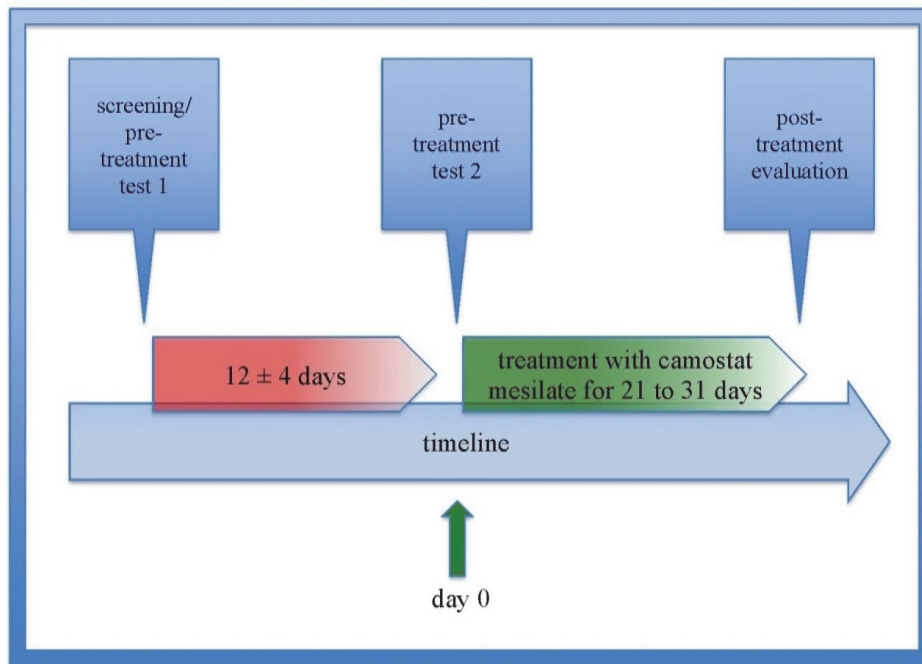 screening/
pre-
treatment
test 1
pre-
treatment
test 2
post-
treatment
evaluation
12 ± 4 days
treatment with camostat
mesilate for 21 to 31 days
timeline
day 0